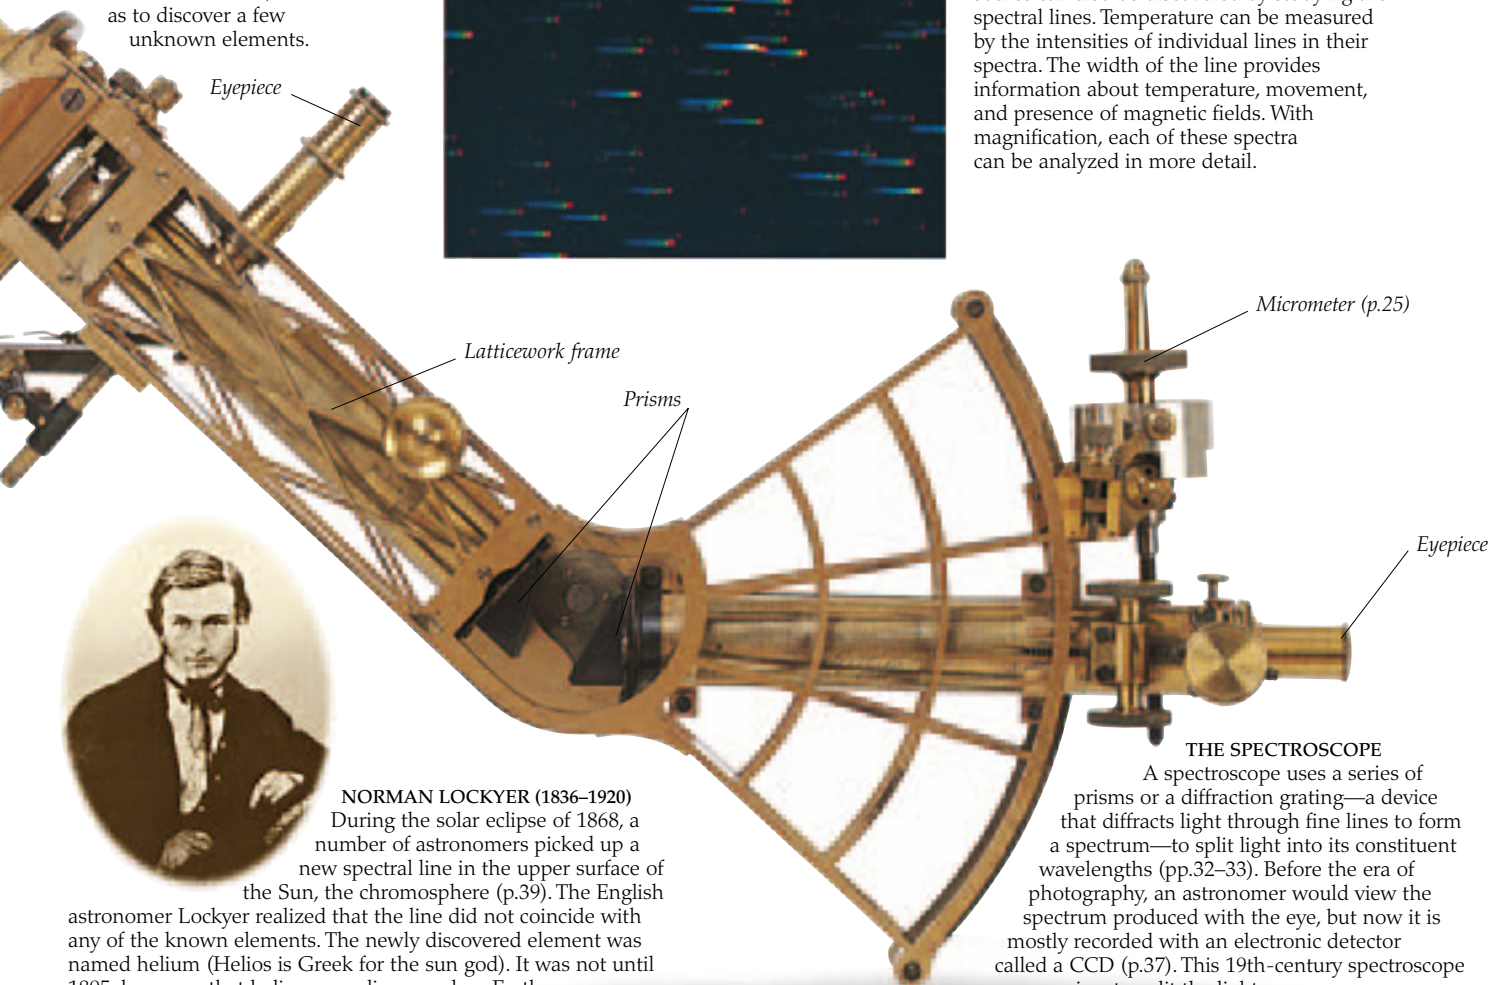 as to discover a few
unknown elements.
Eyepiece
spectral lines. Temperature can be measured
by the intensities of individual lines in their
spectra. The width of the line provides
information about temperature, movement,
and presence of magnetic fields. With
magnification, each of these spectra
can be analyzed in more detail.
Micrometer (p.25)
Latticework frame
Prisms
Eyepiece
NORMAN LOCKYER (1836–1920)
During the solar eclipse of 1868, a
number of astronomers picked up a
new spectral line in the upper surface of
the Sun, the chromosphere (p.39). The English
astronomer Lockyer realized that the line did not coincide with
any of the known elements. The newly discovered element was
named helium (Helios is Greek for the sun god). It was not until
THE SPECTROSCOPE
A spectroscope uses a series of
prisms or a diffraction grating—a device
that diffracts light through fine lines to form
a spectrum—to split light into its constituent
wavelengths (pp.32–33). Before the era of
photography, an astronomer would view the
spectrum produced with the eye, but now it is
mostly recorded with an electronic detector
called a CCD (p.37). This 19th-century spectroscope